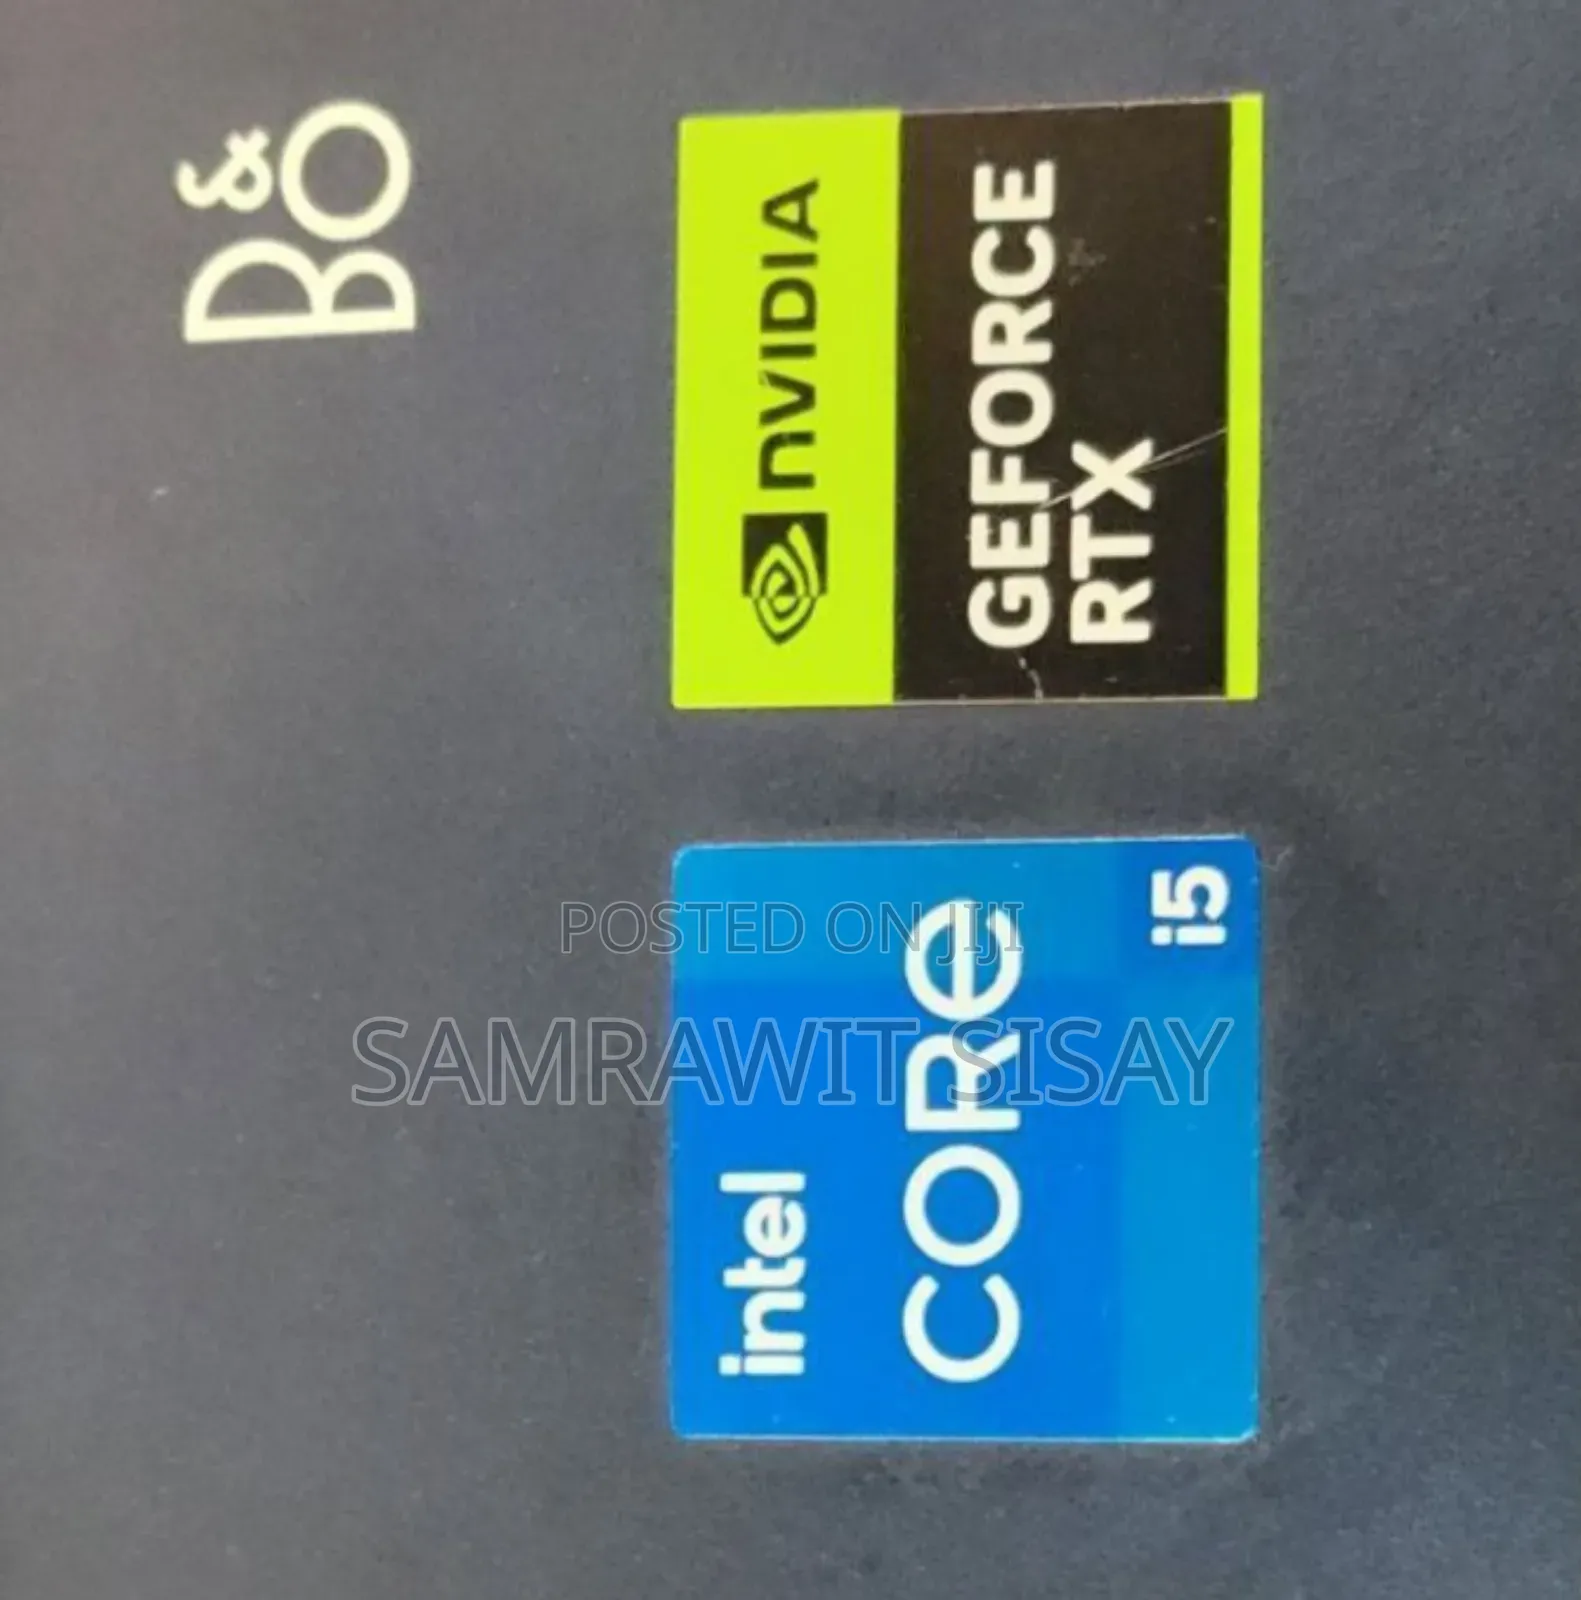 B&O
nVIDIA
GEFORCE
RTX
intel
CORe
i5
POSTED ON JIJI
SAMRAWIT SISAY